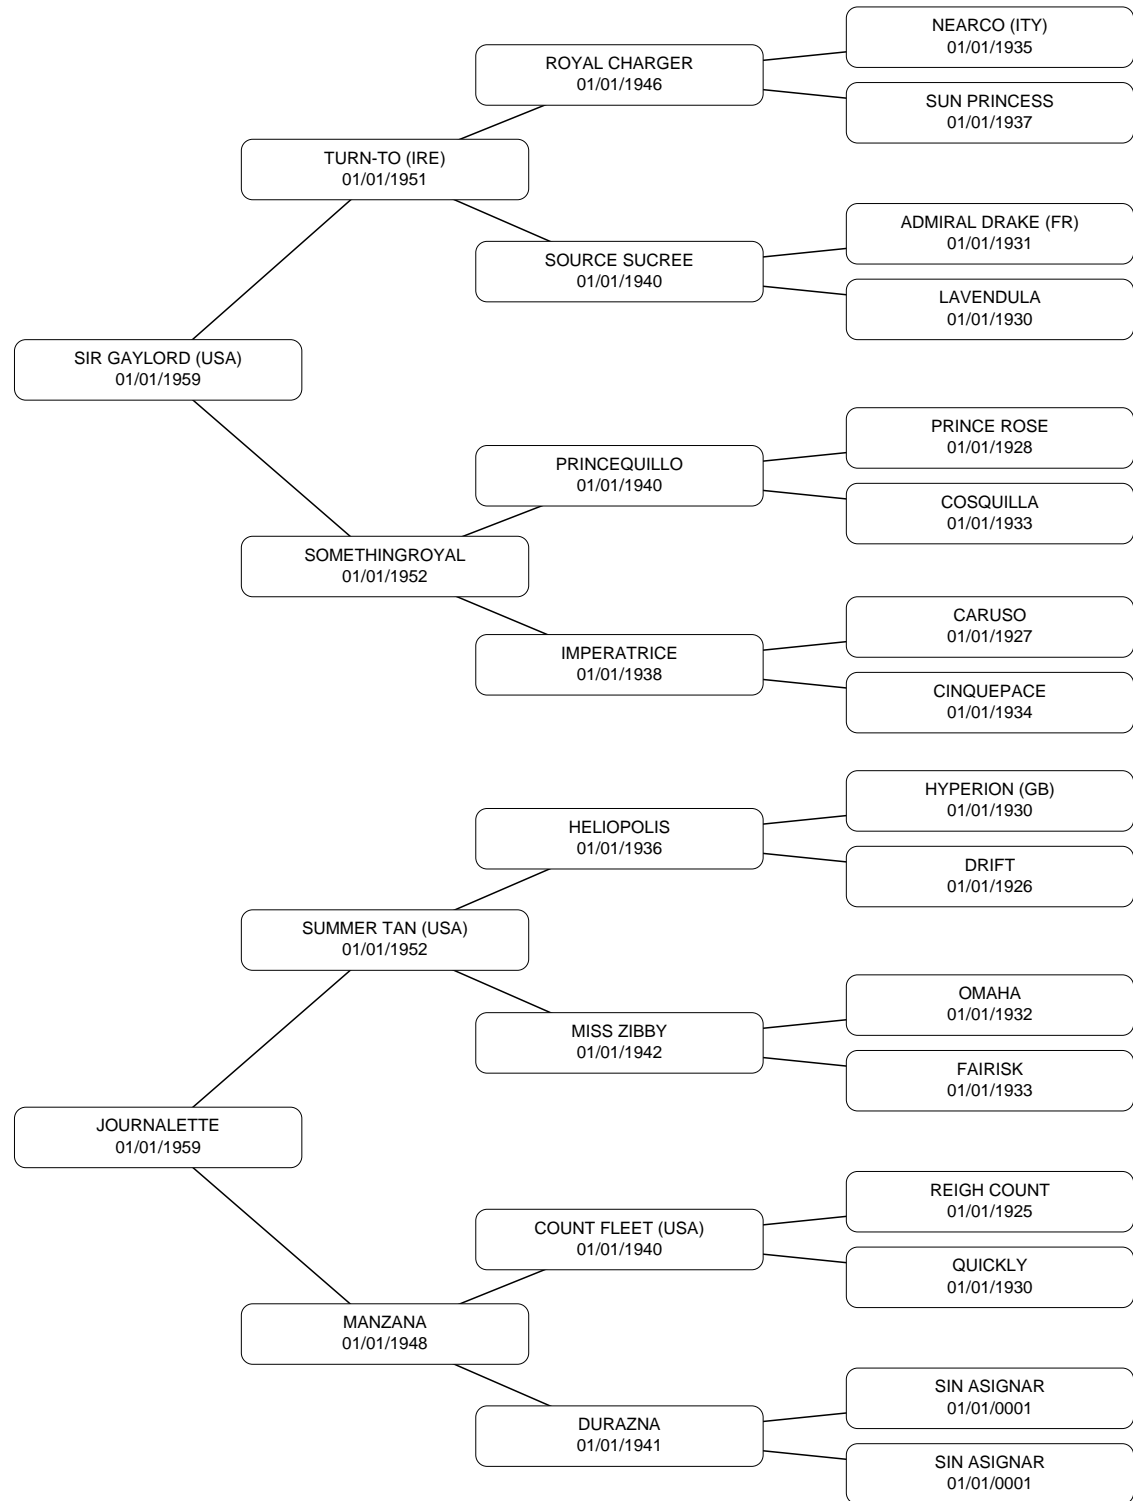 NEARCO (ITY)
01/01/1935
ROYAL CHARGER
01/01/1946
SUN PRINCESS
01/01/1937
TURN-TO (IRE)
01/01/1951
ADMIRAL DRAKE (FR)
01/01/1931
SOURCE SUCREE
01/01/1940
LAVENDULA
01/01/1930
SIR GAYLORD (USA)
01/01/1959
PRINCE ROSE
01/01/1928
PRINCEQUILLO
01/01/1940
COSQUILLA
01/01/1933
SOMETHINGROYAL
01/01/1952
CARUSO
01/01/1927
IMPERATRICE
01/01/1938
CINQUEPACE
01/01/1934
HYPERION (GB)
01/01/1930
HELIOPOLIS
01/01/1936
DRIFT
01/01/1926
SUMMER TAN (USA)
01/01/1952
OMAHA
01/01/1932
MISS ZIBBY
01/01/1942
FAIRISK
01/01/1933
JOURNALETTE
01/01/1959
REIGH COUNT
01/01/1925
COUNT FLEET (USA)
01/01/1940
QUICKLY
01/01/1930
MANZANA
01/01/1948
SIN ASIGNAR
01/01/0001
DURAZNA
01/01/1941
SIN ASIGNAR
01/01/0001